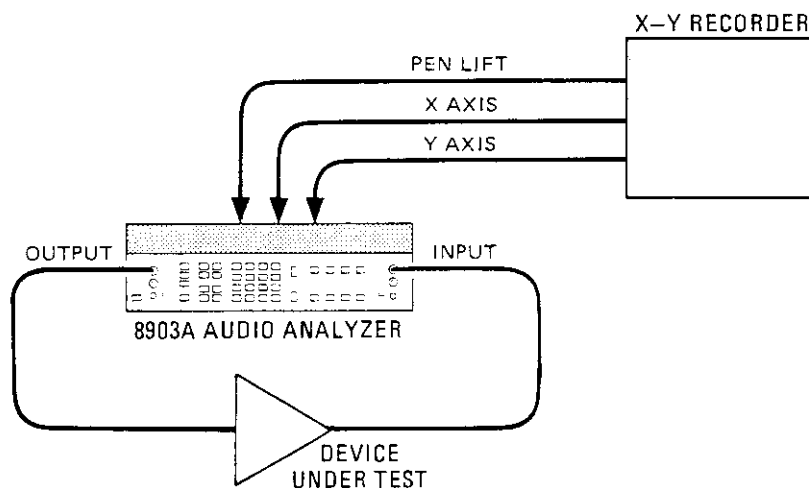 X–Y RECORDER
PEN LIFT
X AXIS
Y AXIS
OUTPUT
INPUT
8903A AUDIO ANALYZER
DEVICE
UNDER TEST